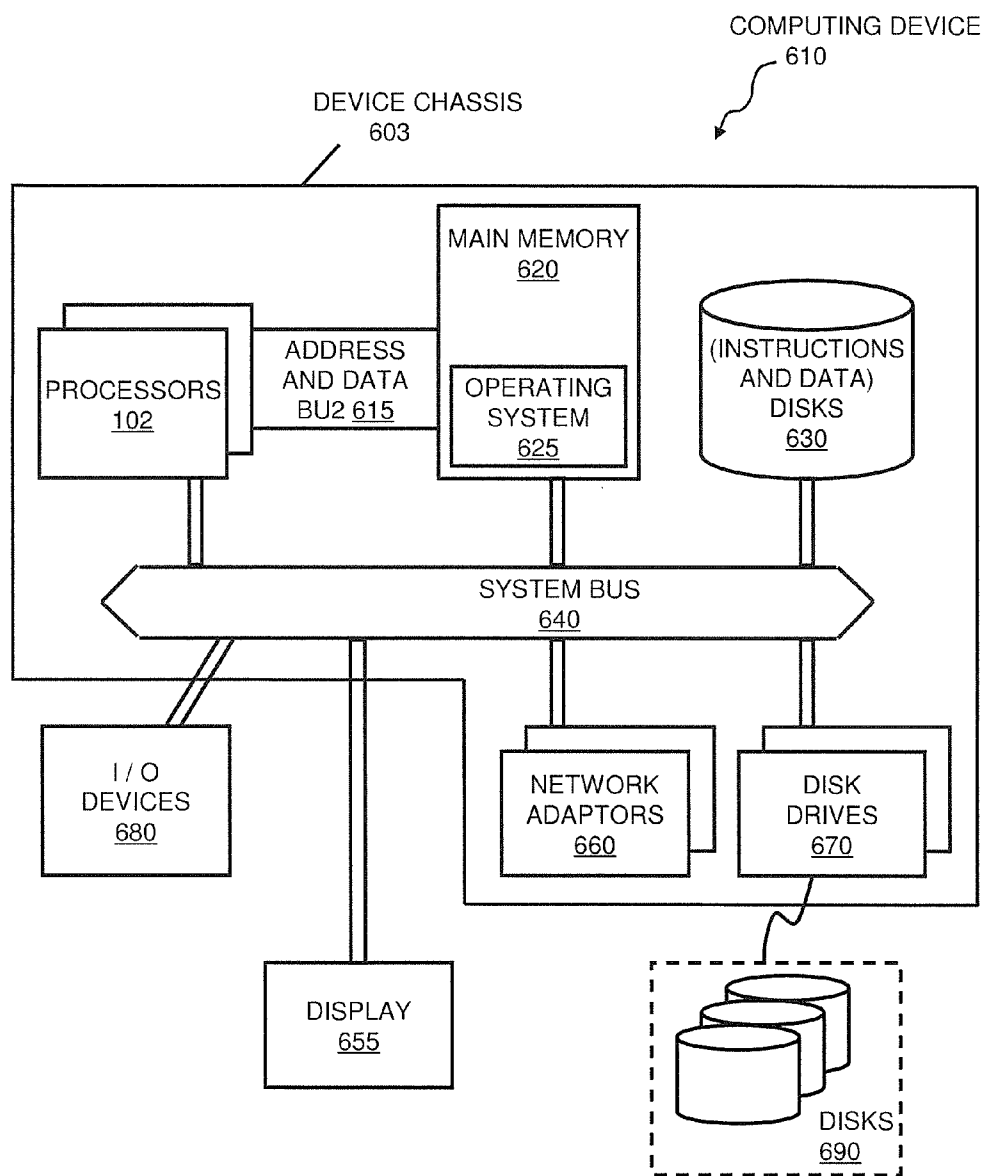 COMPUTING DEVICE
610
DEVICE CHASSIS
603
MAIN MEMORY
620
PROCESSORS
102
ADDRESS
AND DATA
BU2 615
OPERATING
SYSTEM
625
(INSTRUCTIONS
AND DATA)
DISKS
630
SYSTEM BUS
640
I / O
DEVICES
680
NETWORK
ADAPTORS
660
DISK
DRIVES
670
DISPLAY
655
DISKS
690